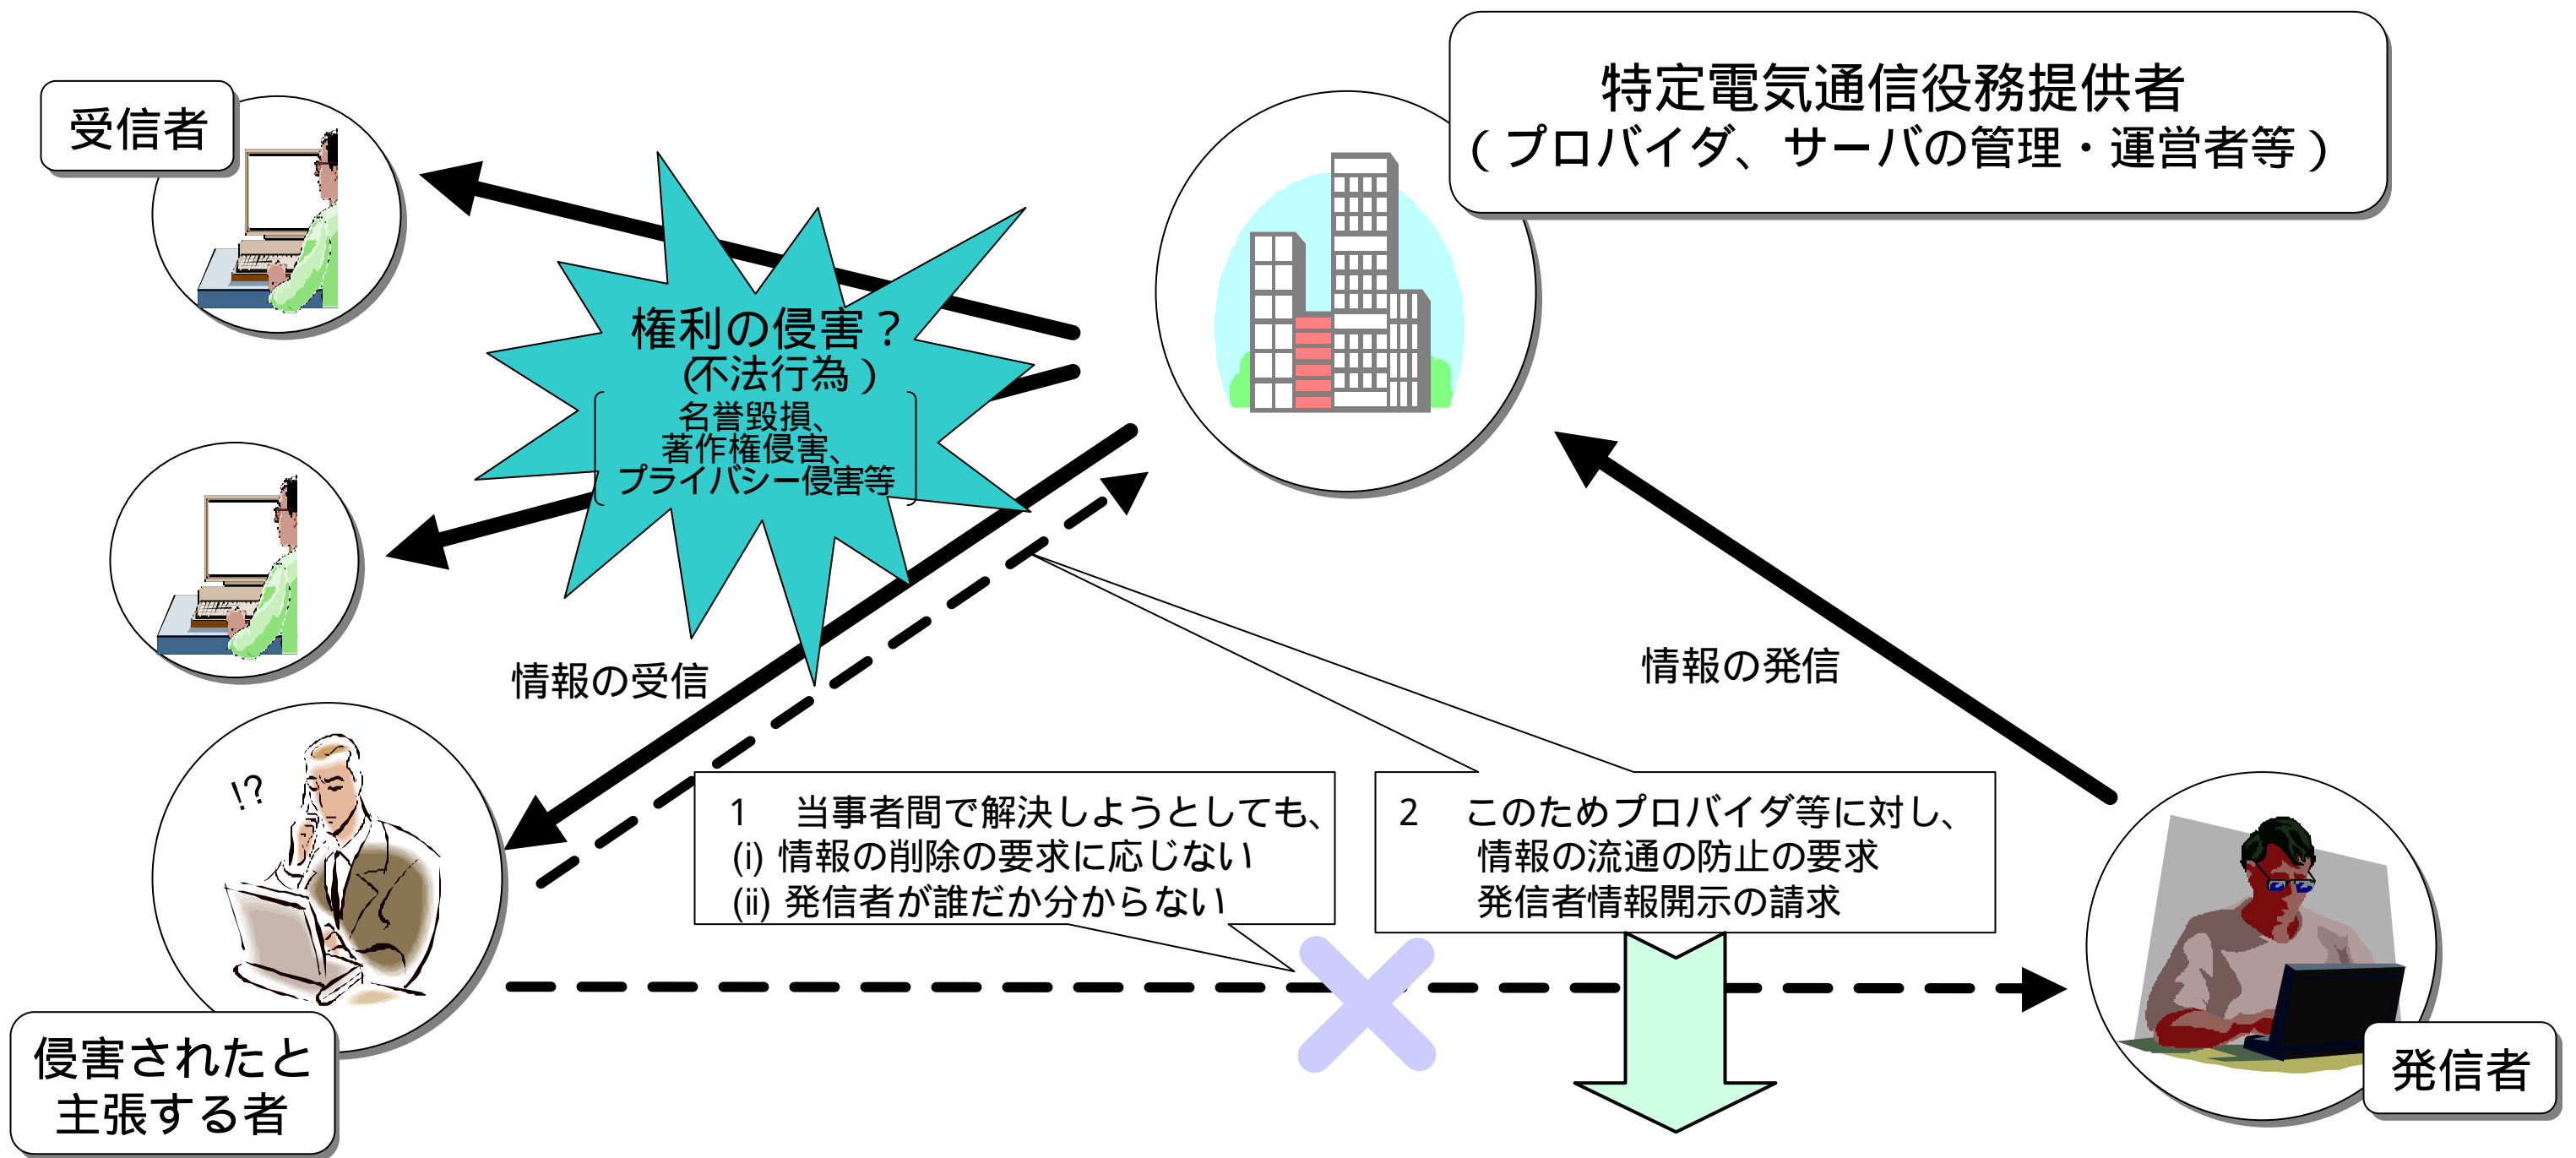 特定電気通信役務提供者
（プロバイダ、サーバの管理・運営者等）
受信者
権利の侵害？
（不法行為）
名誉毀損、
著作権侵害、
プライバシー侵害等
情報の受信
情報の発信
!?
1　当事者間で解決しようとしても、
(i) 情報の削除の要求に応じない
(ii) 発信者が誰だか分からない
2　このためプロバイダ等に対し、
情報の流通の防止の要求
発信者情報開示の請求
侵害されたと
主張する者
発信者